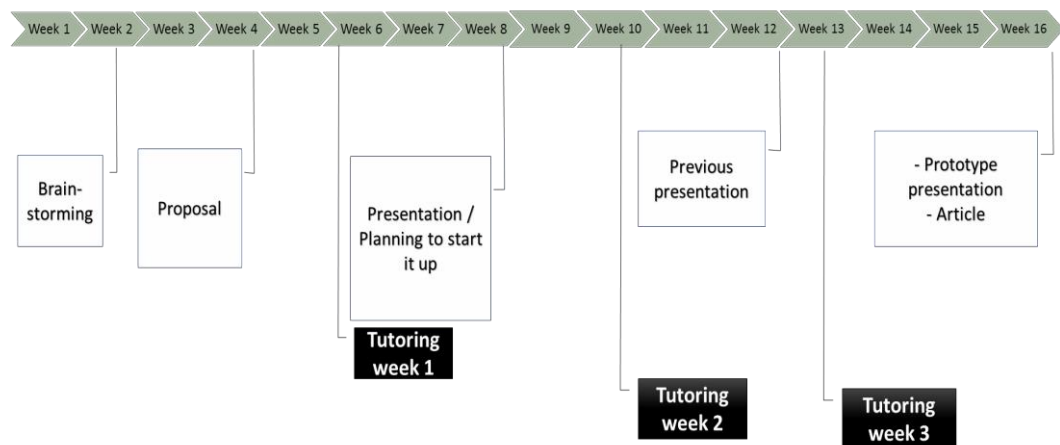 Week 1 Week 2 Week 3 Week 4 Week 5 Week 6 Week 7 Week 8 Week 9 Week 10 Week 11 Week 12 Week 13 Week 14 Week 15 Week 16
Brain-
storming
Proposal
Presentation /
Planning to start
it up
Previous
presentation
- Prototype
presentation
- Article
Tutoring
week 1
Tutoring
week 2
Tutoring
week 3